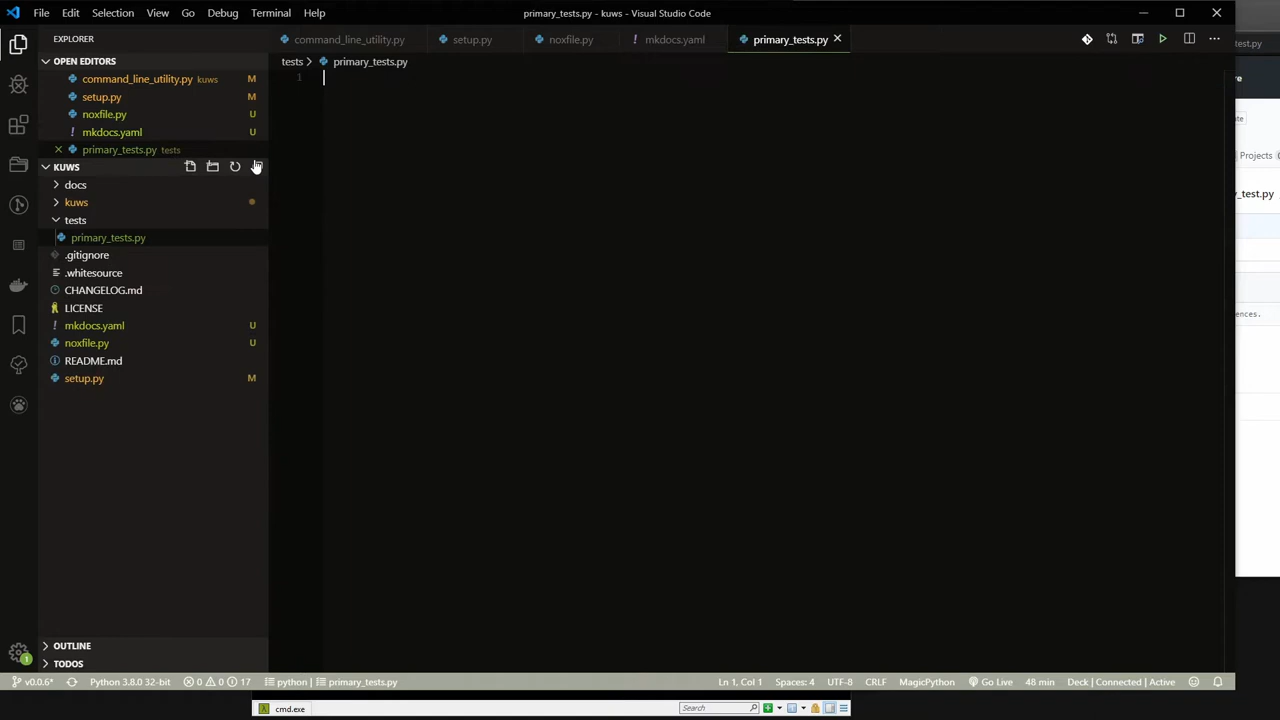 File Edit Selection View Go Debug Terminal Help
primary_tests.py - kuws - Visual Studio Code
EXPLORER
command_line_utility.py
setup.py
noxfile.py
! mkdocs.yaml
primary_tests.py
OPEN EDITORS
tests > primary_tests.py
command_line_utility.py kuws M
setup.py M
noxfile.py U
! mkdocs.yaml U
primary_tests.py tests
KUWS
docs
kuws
tests
primary_tests.py
.gitignore
.whitesource
CHANGELOG.md
LICENSE
! mkdocs.yaml U
noxfile.py U
README.md
setup.py M
1
OUTLINE
TODOS
v0.0.6* Python 3.8.0 32-bit 0 0 17 python primary_tests.py Ln 1, Col 1 Spaces: 4 UTF-8 CRLF MagicPython Go Live 48 min Deck | Connected | Active
cmd.exe
Search
test.py
re
ate
Projects
_test.py
ences.
1